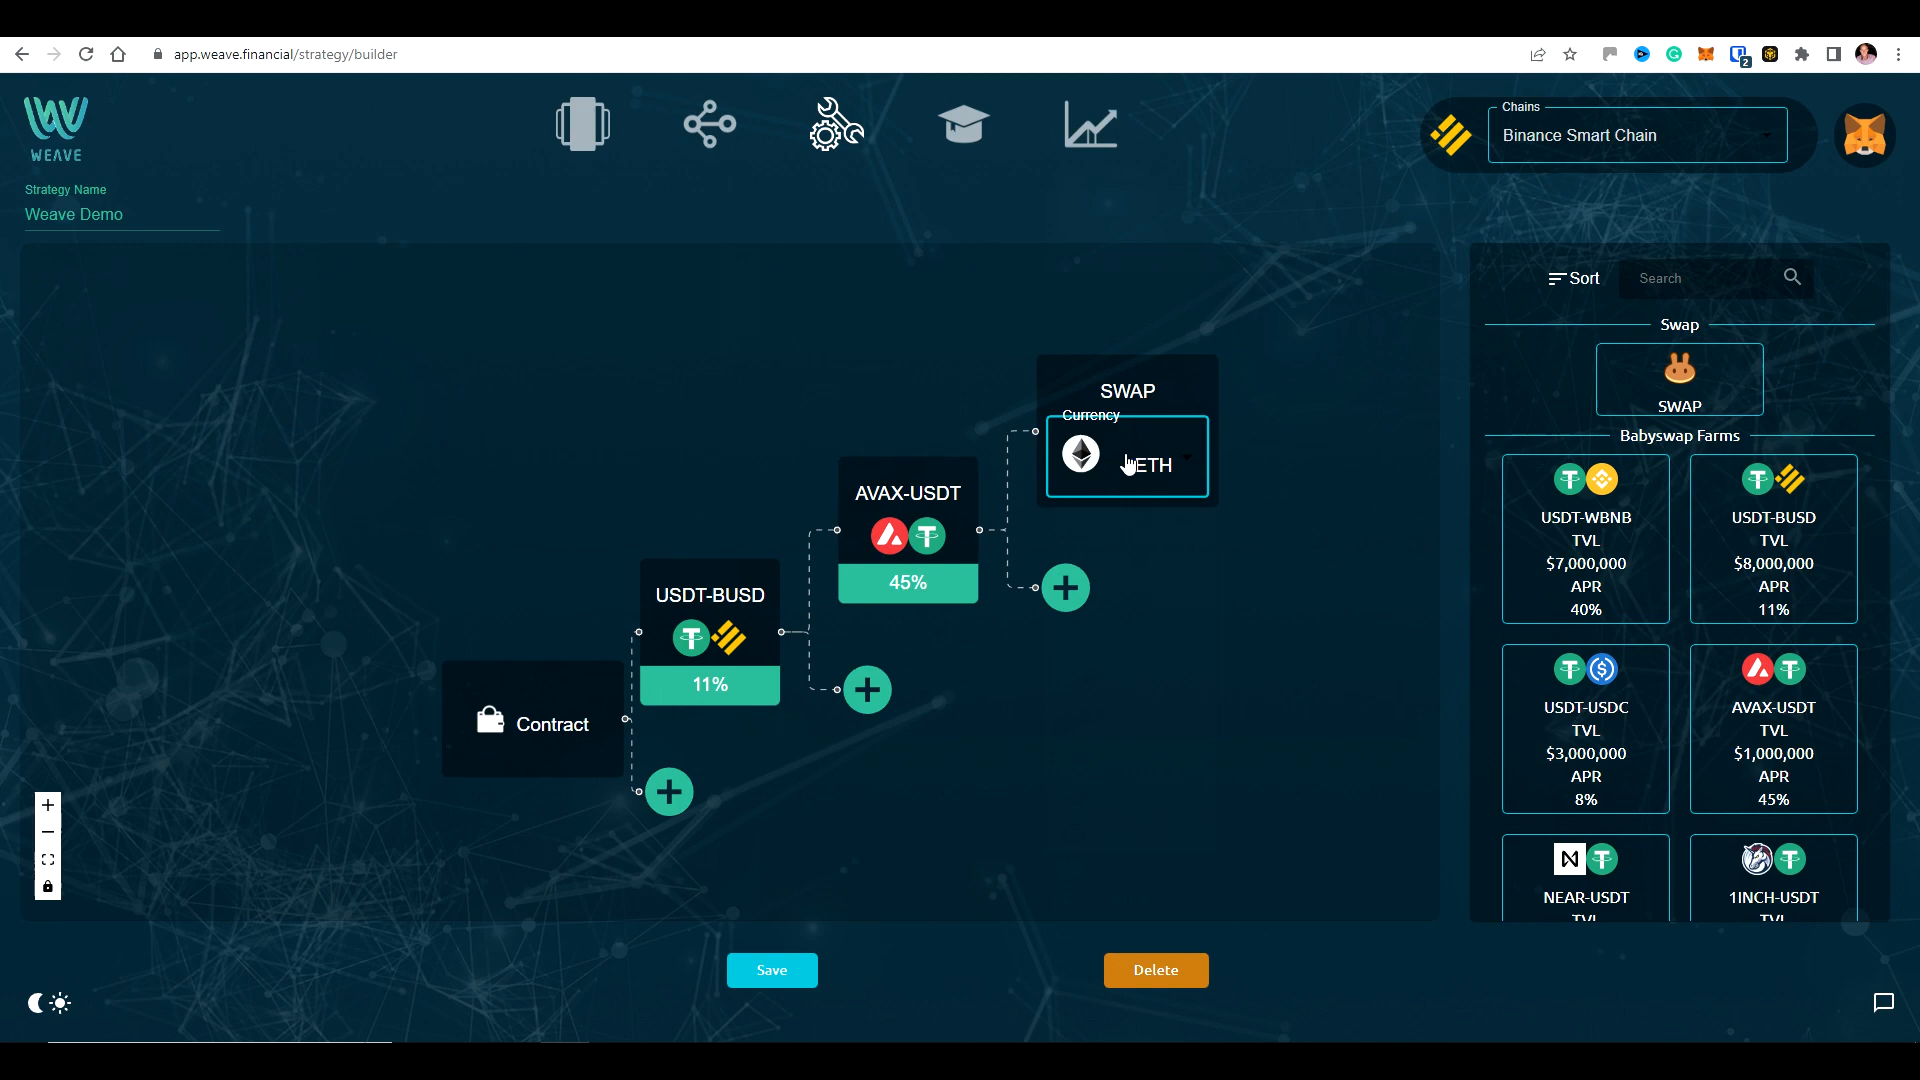 app.weave.financial/strategy/builder
2
WEAVE
Chains
Binance Smart Chain
Strategy Name
Weave Demo
Sort
Search
Swap
SWAP
Babyswap Farms
USDT-WBNB
TVL
$7,000,000
APR
40%
USDT-BUSD
TVL
$8,000,000
APR
11%
USDT-USDC
TVL
$3,000,000
APR
8%
AVAX-USDT
TVL
$1,000,000
APR
45%
NEAR-USDT
TVL
1INCH-USDT
TVL
SWAP
Currency
ETH
AVAX-USDT
45%
USDT-BUSD
11%
Contract
Save
Delete